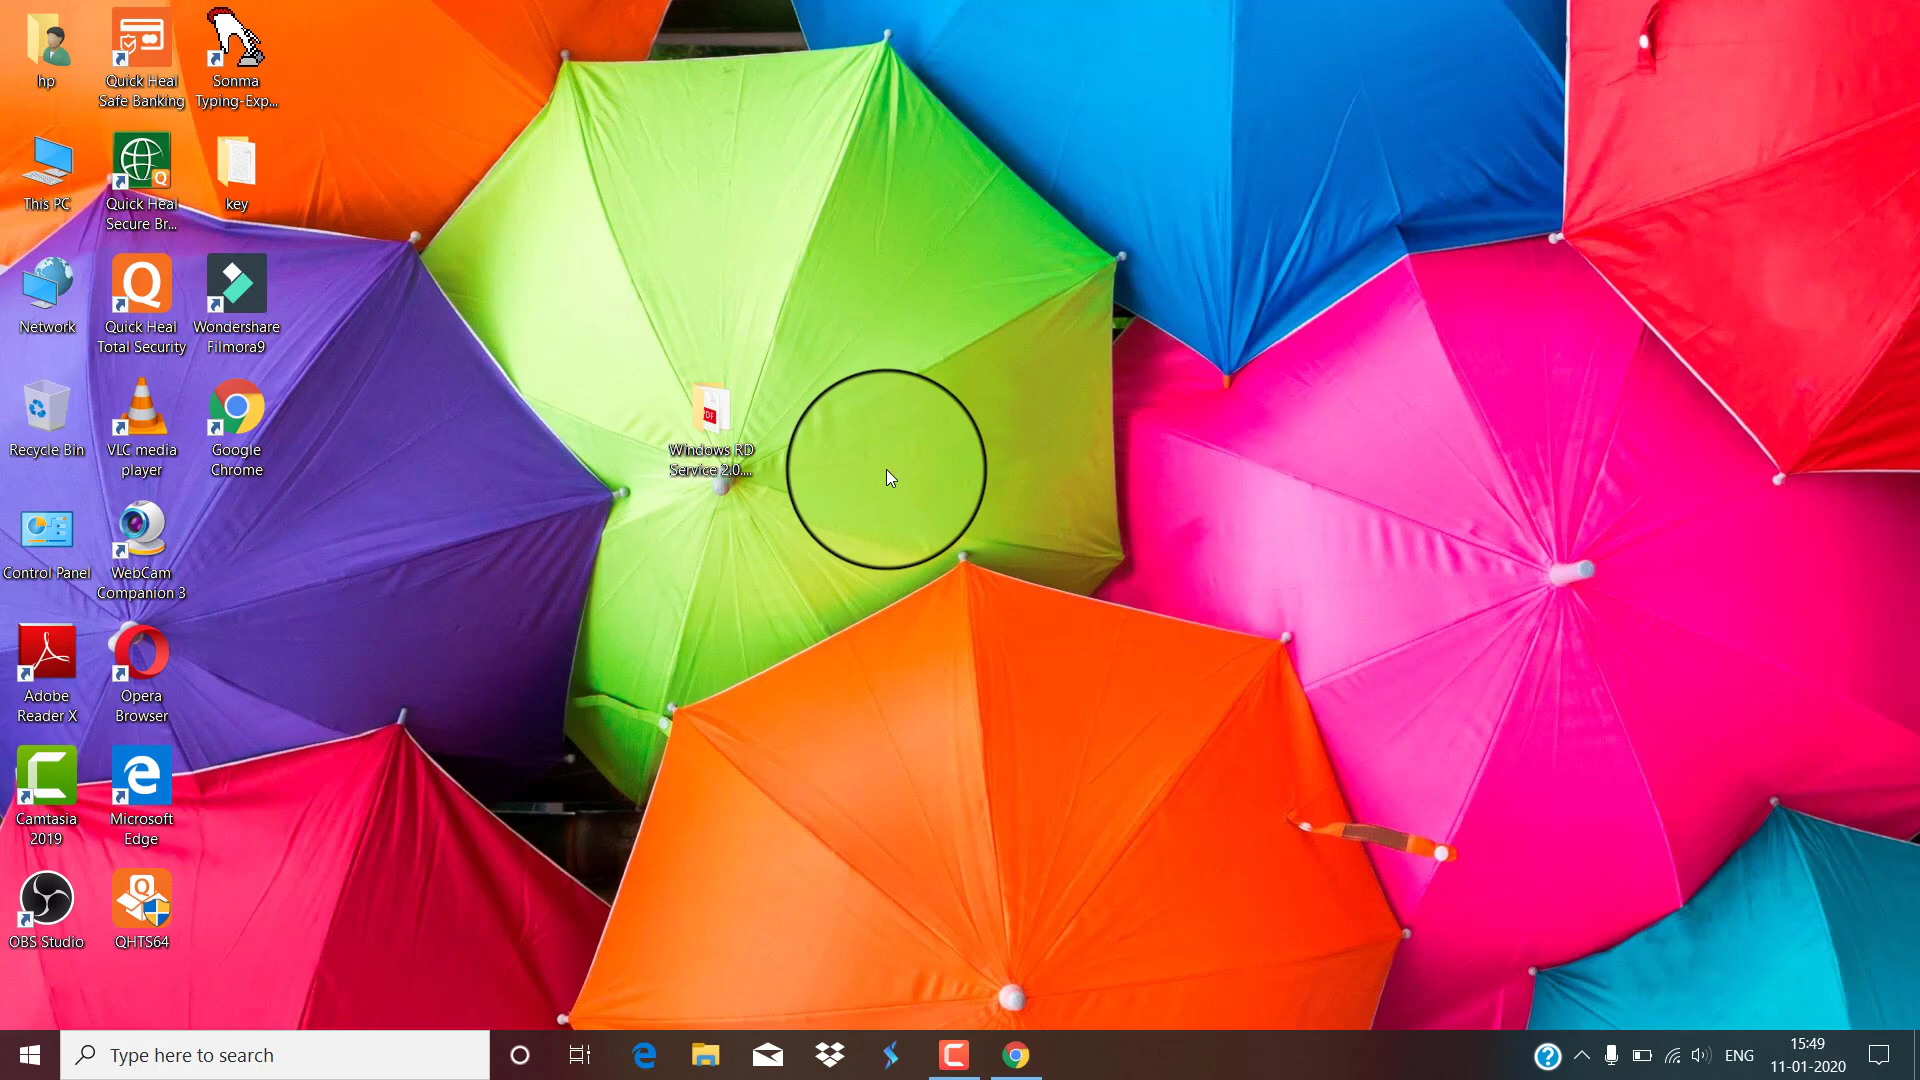 hp
Quick Heal
Safe Banking
Sonma
Typing-Exp...
This PC
Quick Heal
Secure Br...
key
Network
Quick Heal
Total Security
Wondershare
Filmora9
Recycle Bin
VLC media
player
Google
Chrome
PDF
Windows RD
Service 2.0....
Control Panel
WebCam
Companion 3
Adobe
Reader X
Opera
Browser
Camtasia
2019
Microsoft
Edge
OBS Studio
QHTS64
Type here to search
ENG
15:49
11-01-2020